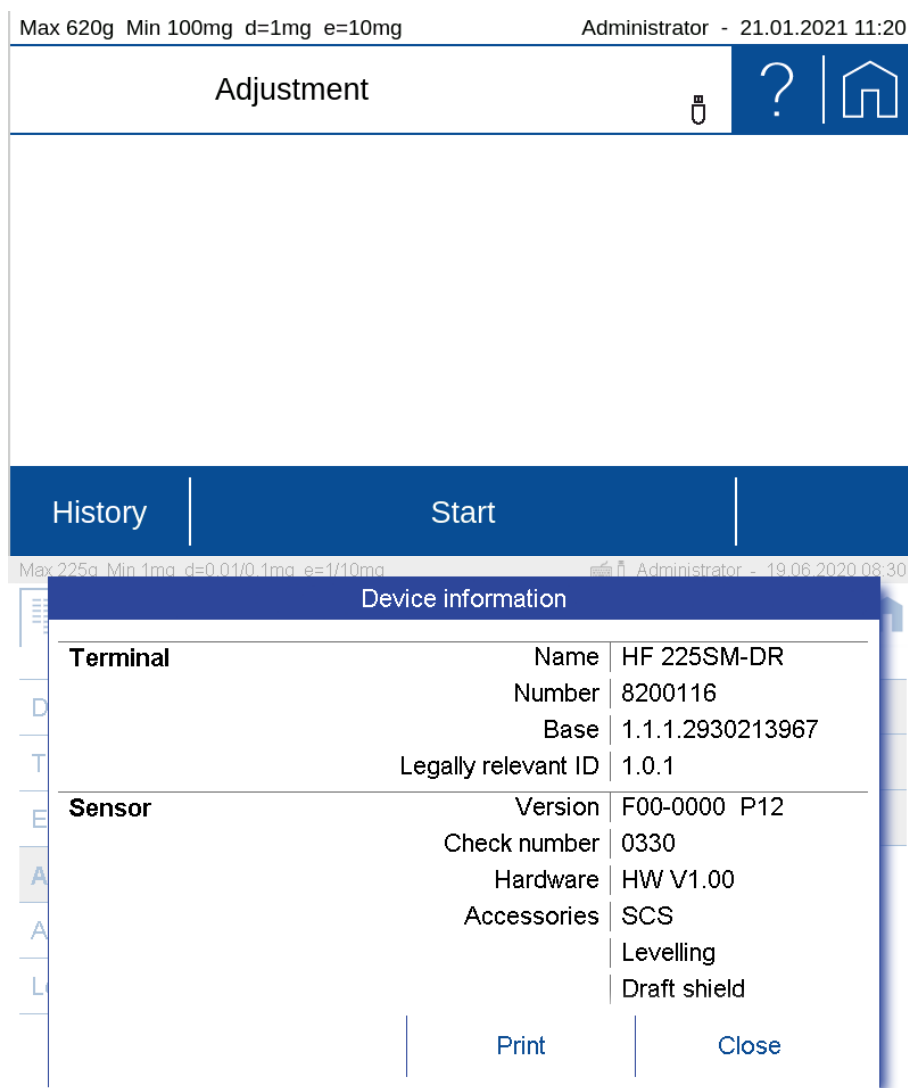 Max 620g Min 100mg d=1mg e=10mg Administrator - 21.01.2021 11:20
Adjustment ?
History Start
Max 225g Min 1mg d=0.01/0.1mg e=1/10mg Administrator - 19.06.2020 08:30
Device information
Terminal Name HF 225SM-DR
Number 8200116
D
Base 1.1.1.2930213967
T
Legally relevant ID 1.0.1
Sensor Version F00-0000 P12
E
Check number 0330
A
Hardware HW V1.00
Accessories SCS
A
Levelling
L
Draft shield
Print Close